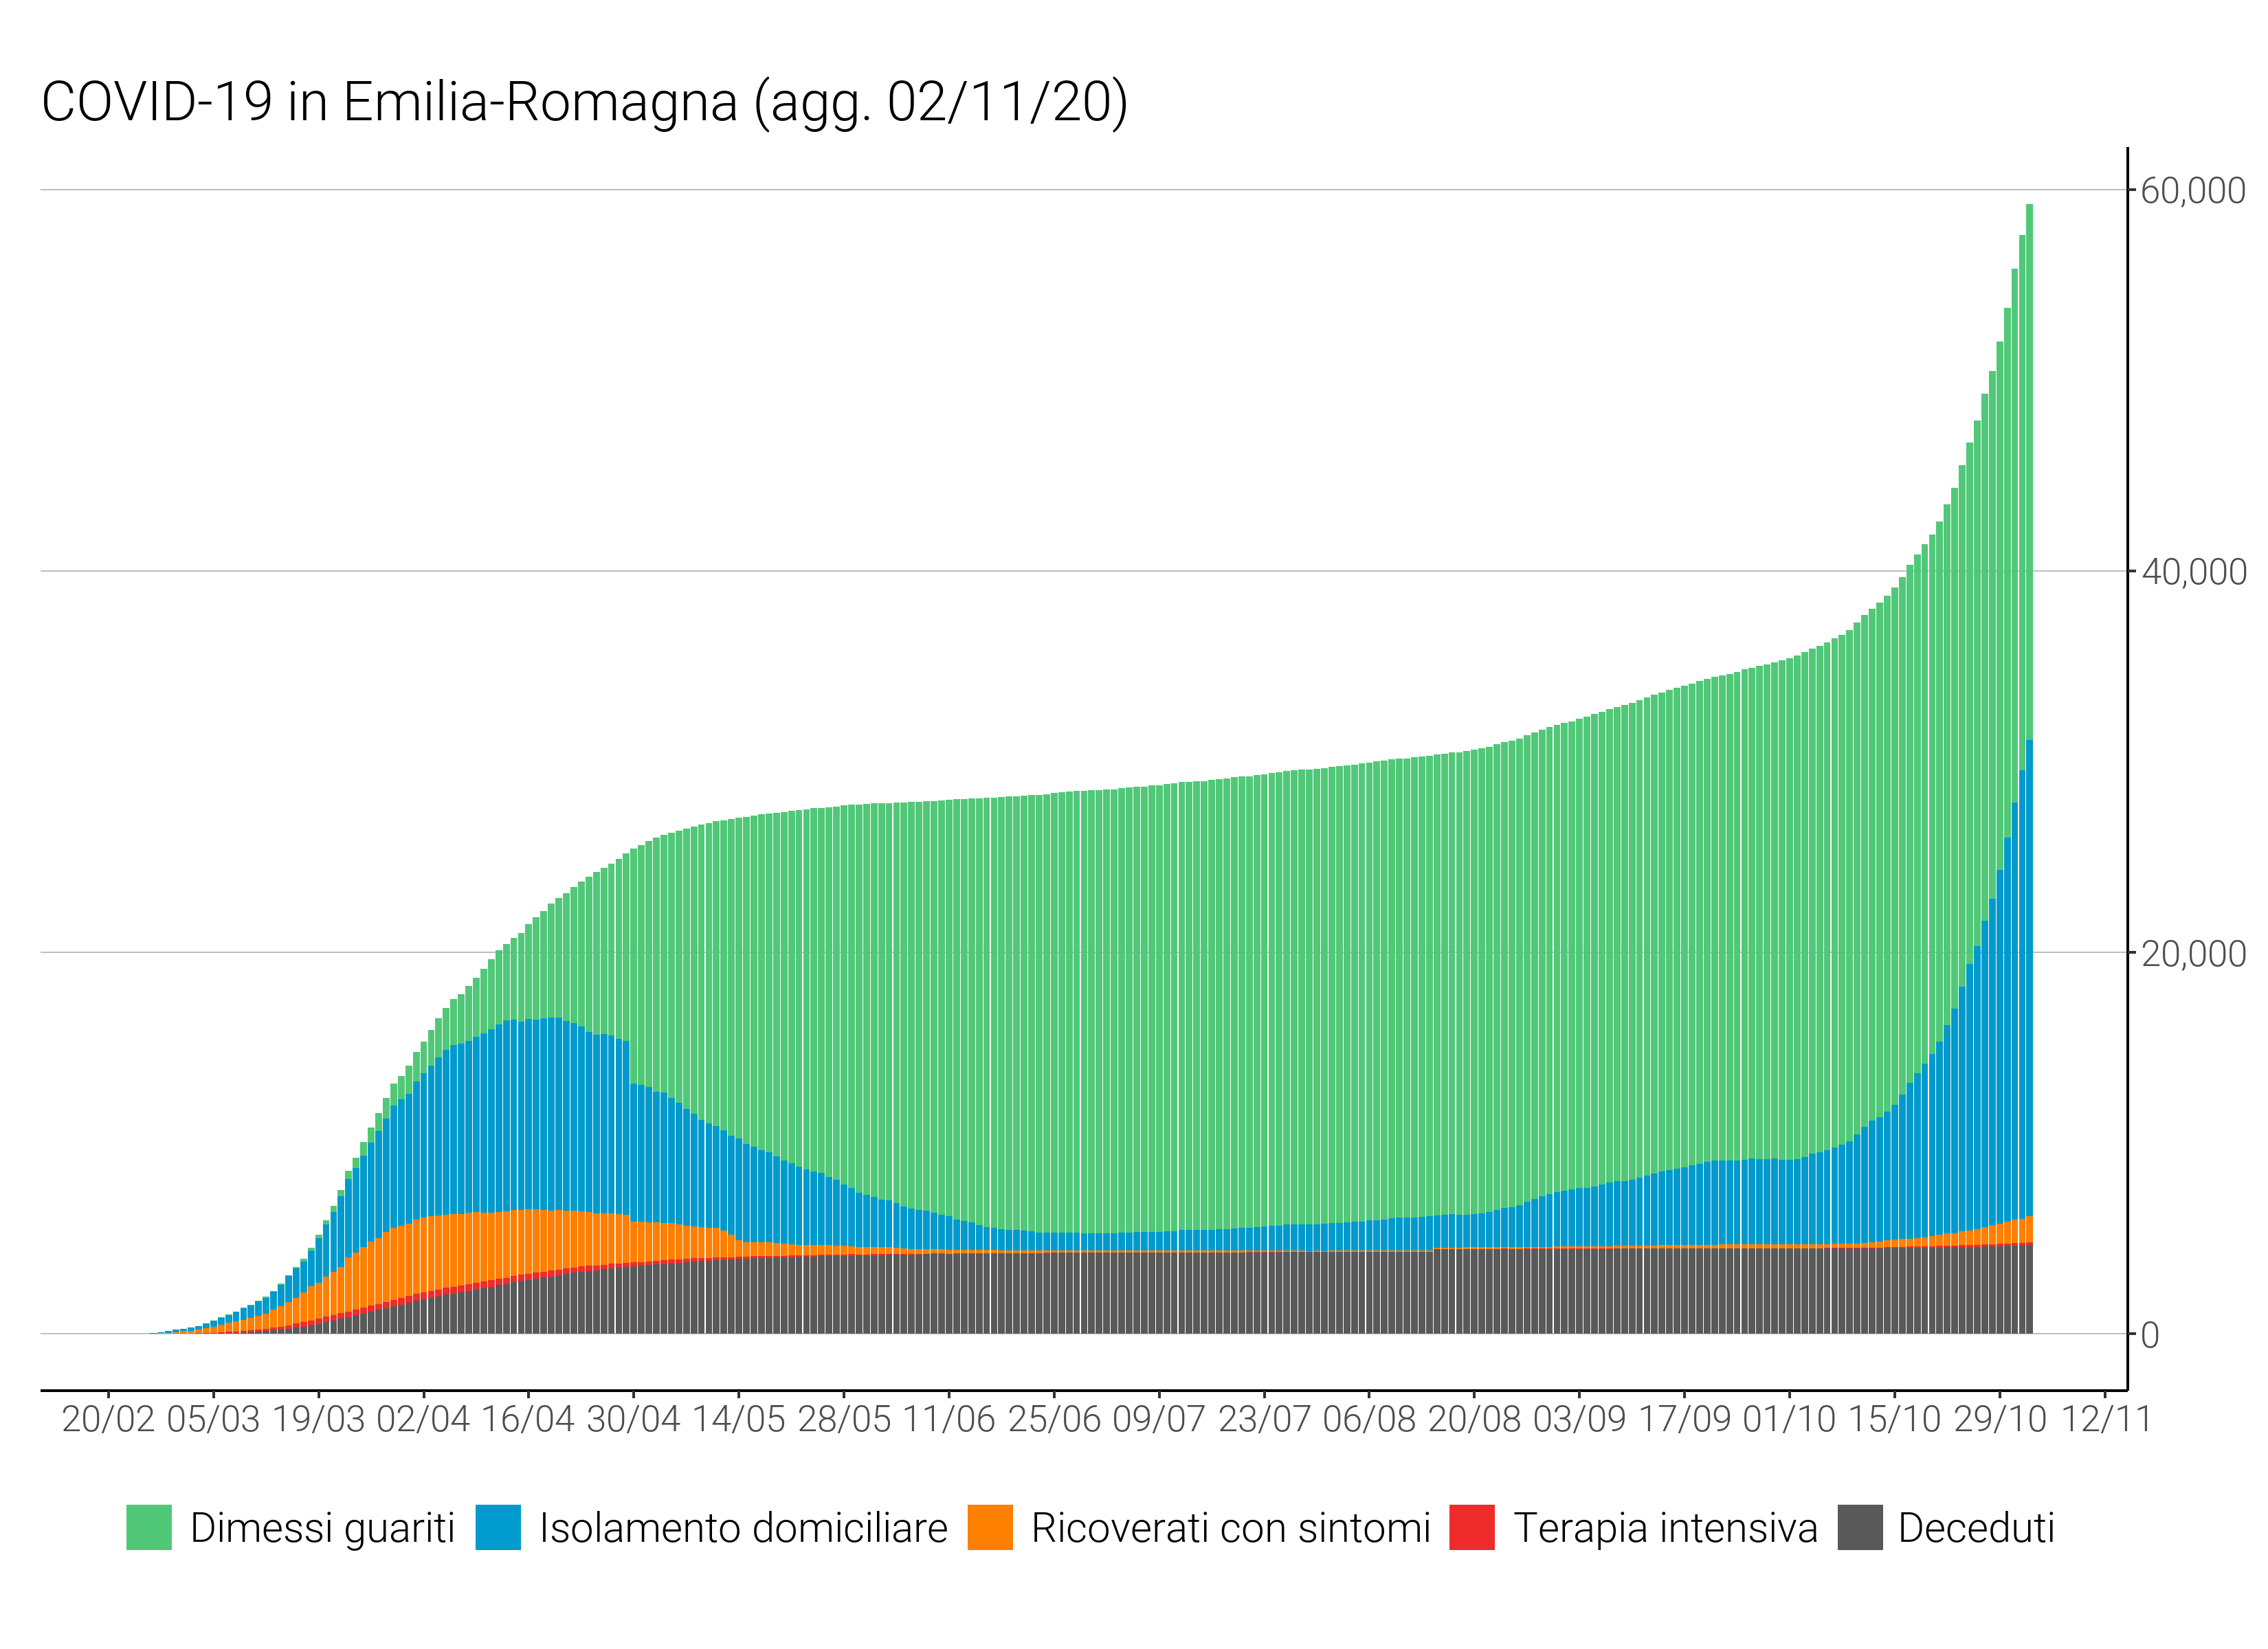 COVID-19 in Emilia-Romagna (agg. 02/11/20)
60,000
40,000
20,000
0
20/02 05/03 19/03 02/04 16/04 30/04 14/05 28/05 11/06 25/06 09/07 23/07 06/08 20/08 03/09 17/09 01/10 15/10 29/10 12/11
Dimessi guariti Isolamento domiciliare Ricoverati con sintomi Terapia intensiva Deceduti